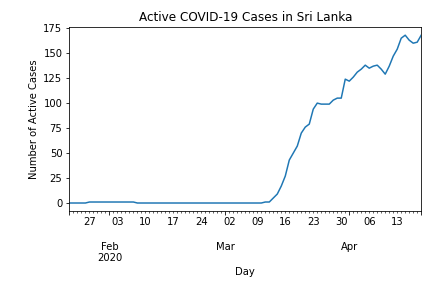 Active COVID-19 Cases in Sri Lanka
175
150
125
100
75
50
25
0
Number of Active Cases
27 03 10 17 24 02 09 16 23 30 06 13
Feb Mar Apr
2020
Day